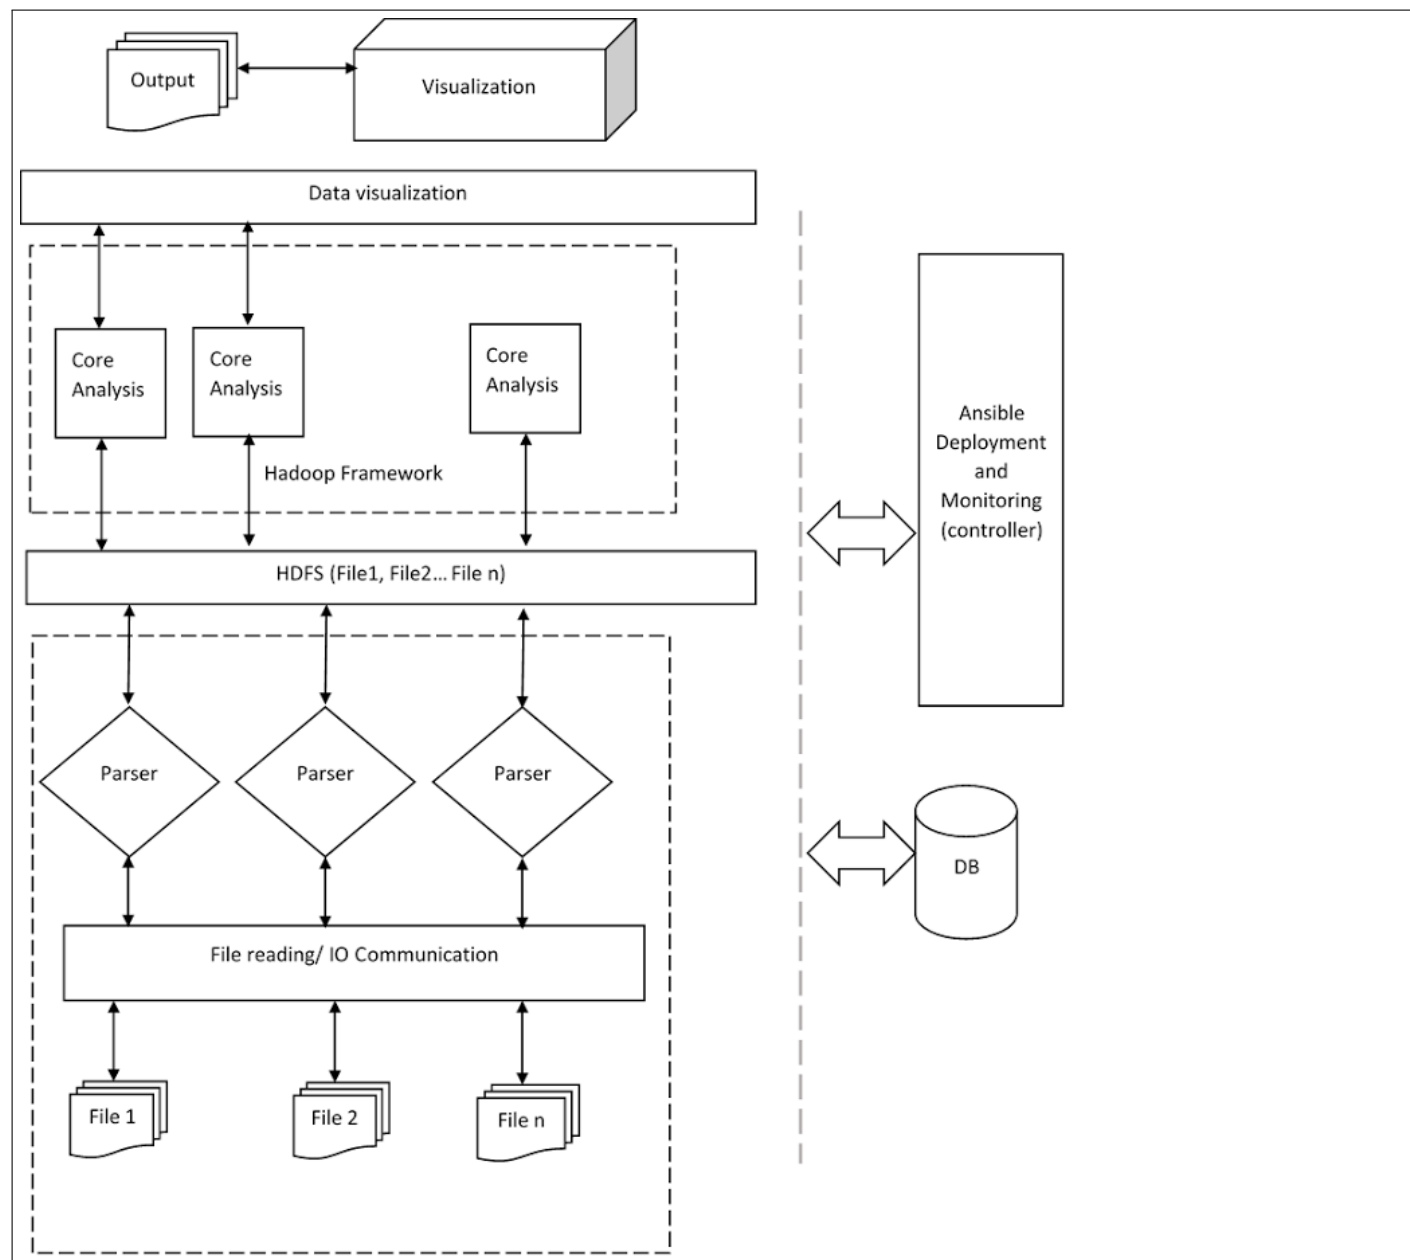 Output
Visualization
Data visualization
Core
Analysis
Core
Analysis
Core
Analysis
Hadoop Framework
HDFS (File1, File2... File n)
Parser
Parser
Parser
File reading/ IO Communication
File 1
File 2
File n
Ansible
Deployment
and
Monitoring
(controller)
DB